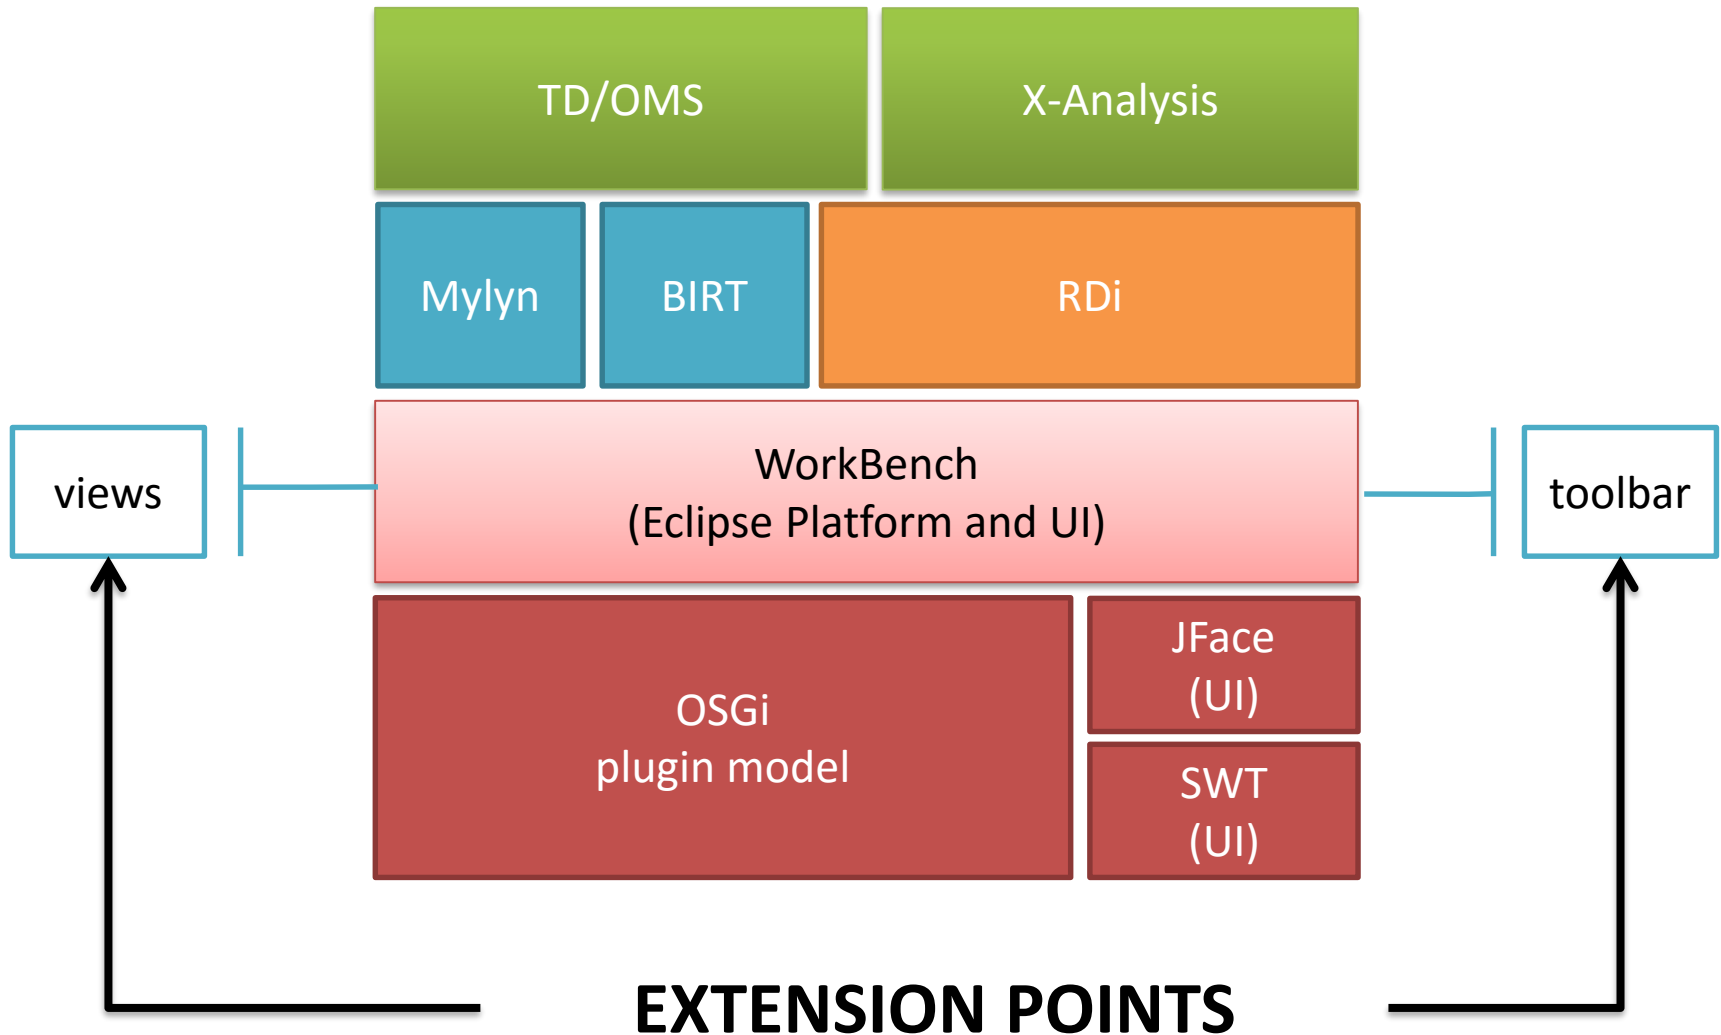 TD/OMS
X-Analysis
Mylyn
BIRT
RDi
views
WorkBench
(Eclipse Platform and UI)
toolbar
OSGi
plugin model
JFace
(UI)
SWT
(UI)
EXTENSION POINTS